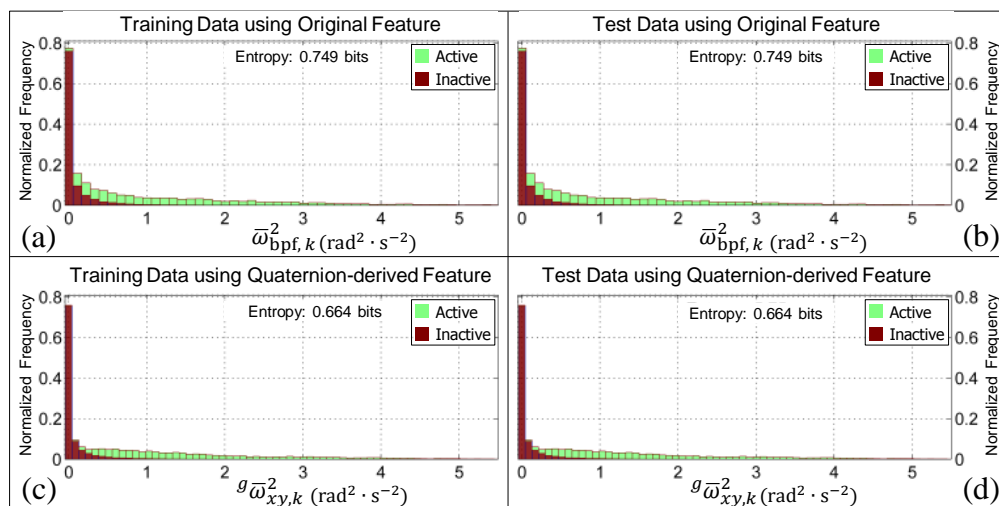 Training Data using Original Feature
Entropy: 0.749 bits
Active
Inactive
Normalized Frequency
0.8
0.6
0.4
0.2
0
0 1 2 3 4 5
(a)
ω̅²bpf, k (rad² · s⁻²)
Test Data using Original Feature
Entropy: 0.749 bits
Active
Inactive
Normalized Frequency
0.8
0.6
0.4
0.2
0
0 1 2 3 4 5
(b)
ω̅²bpf, k (rad² · s⁻²)
Training Data using Quaternion-derived Feature
Entropy: 0.664 bits
Active
Inactive
Normalized Frequency
0.8
0.6
0.4
0.2
0
0 1 2 3 4 5
(c)
gω̅²xy,k (rad² · s⁻²)
Test Data using Quaternion-derived Feature
Entropy: 0.664 bits
Active
Inactive
Normalized Frequency
0.8
0.6
0.4
0.2
0
0 1 2 3 4 5
(d)
gω̅²xy,k (rad² · s⁻²)